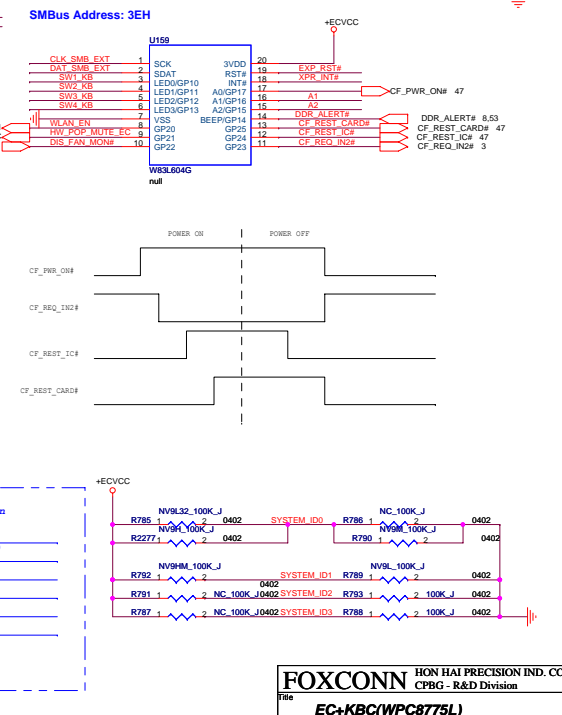 SMBus Address: 3EH
+ECVCC
U159
CLK_SMB_EXT 1 SCK 3VDD 20
DAT_SMB_EXT 2 SDAT RST# 19 EXP_RST#
SW1_KB 3 LED0/GP10 INT# 18 XPR_INT#
SW2_KB 4 LED1/GP11 A0/GP17 17 CF_PWR_ON# 47
SW3_KB 5 LED2/GP12 A1/GP16 16 A1
SW4_KB 6 LED3/GP13 A2/GP15 15 A2
7 VSS BEEP/GP14 14 DDR_ALERT# DDR_ALERT# 8,53
WLAN_EN 8 GP20 GP25 13 CF_REST_CARD# CF_REST_CARD# 47
HW_POP_MUTE_EC 9 GP21 GP24 12 CF_REST_IC# CF_REST_IC# 47
DIS_FAN_MON# 10 GP22 GP23 11 CF_REQ_IN2# CF_REQ_IN2# 3
W83L604G
null
POWER ON POWER OFF
CF_PWR_ON#
CF_REQ_IN2#
CF_REST_IC#
CF_REST_CARD#
+ECVCC
NV9L32_100K_J NC_100K_J
R785 1 2 0402 SYSTEM_ID0 R786 1 2 0402
NV9H_100K_J NV9M_100K_J
R2277 1 2 0402 R790 1 2 0402
NV9HM_100K_J NV9L_100K_J
R792 1 2 0402 SYSTEM_ID1 R789 1 2 0402
R791 1 2 NC_100K_J 0402 SYSTEM_ID2 R793 1 2 100K_J 0402
R787 1 2 NC_100K_J 0402 SYSTEM_ID3 R788 1 2 100K_J 0402
FOXCONN HON HAI PRECISION IND. CO
CPBG - R&D Division
Title
EC+KBC(WPC8775L)